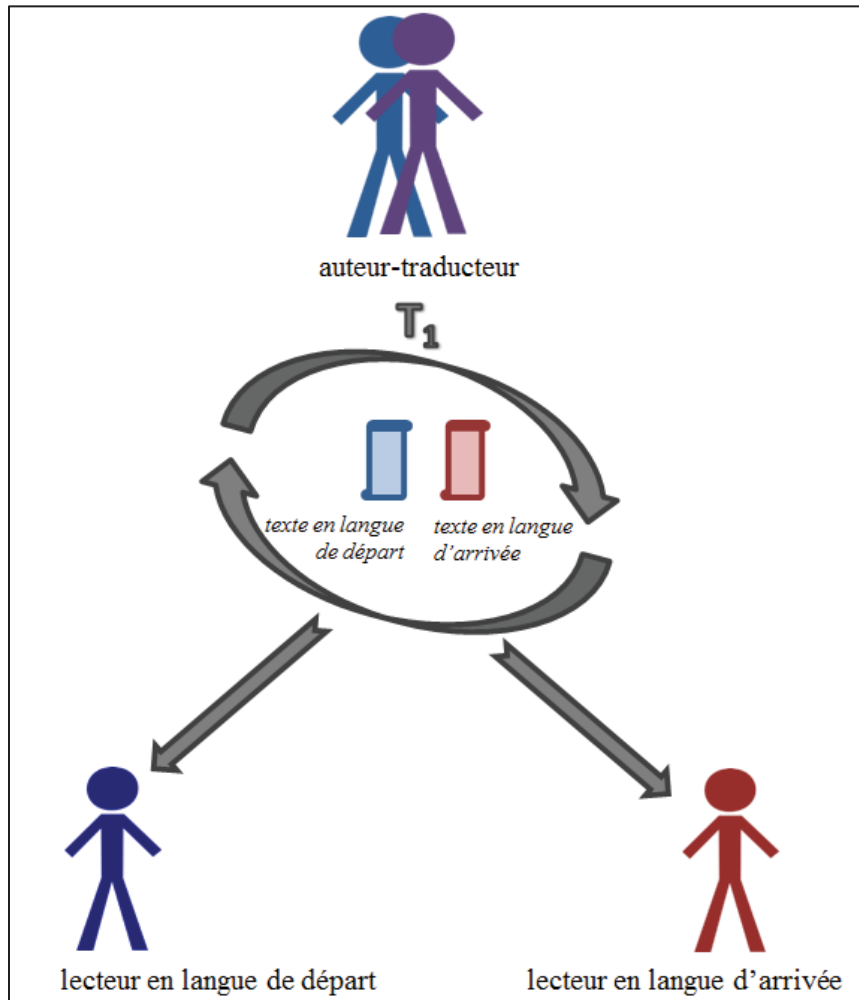 auteur-traducteur
T1
texte en langue
de départ
texte en langue
d'arrivée
lecteur en langue de départ
lecteur en langue d'arrivée